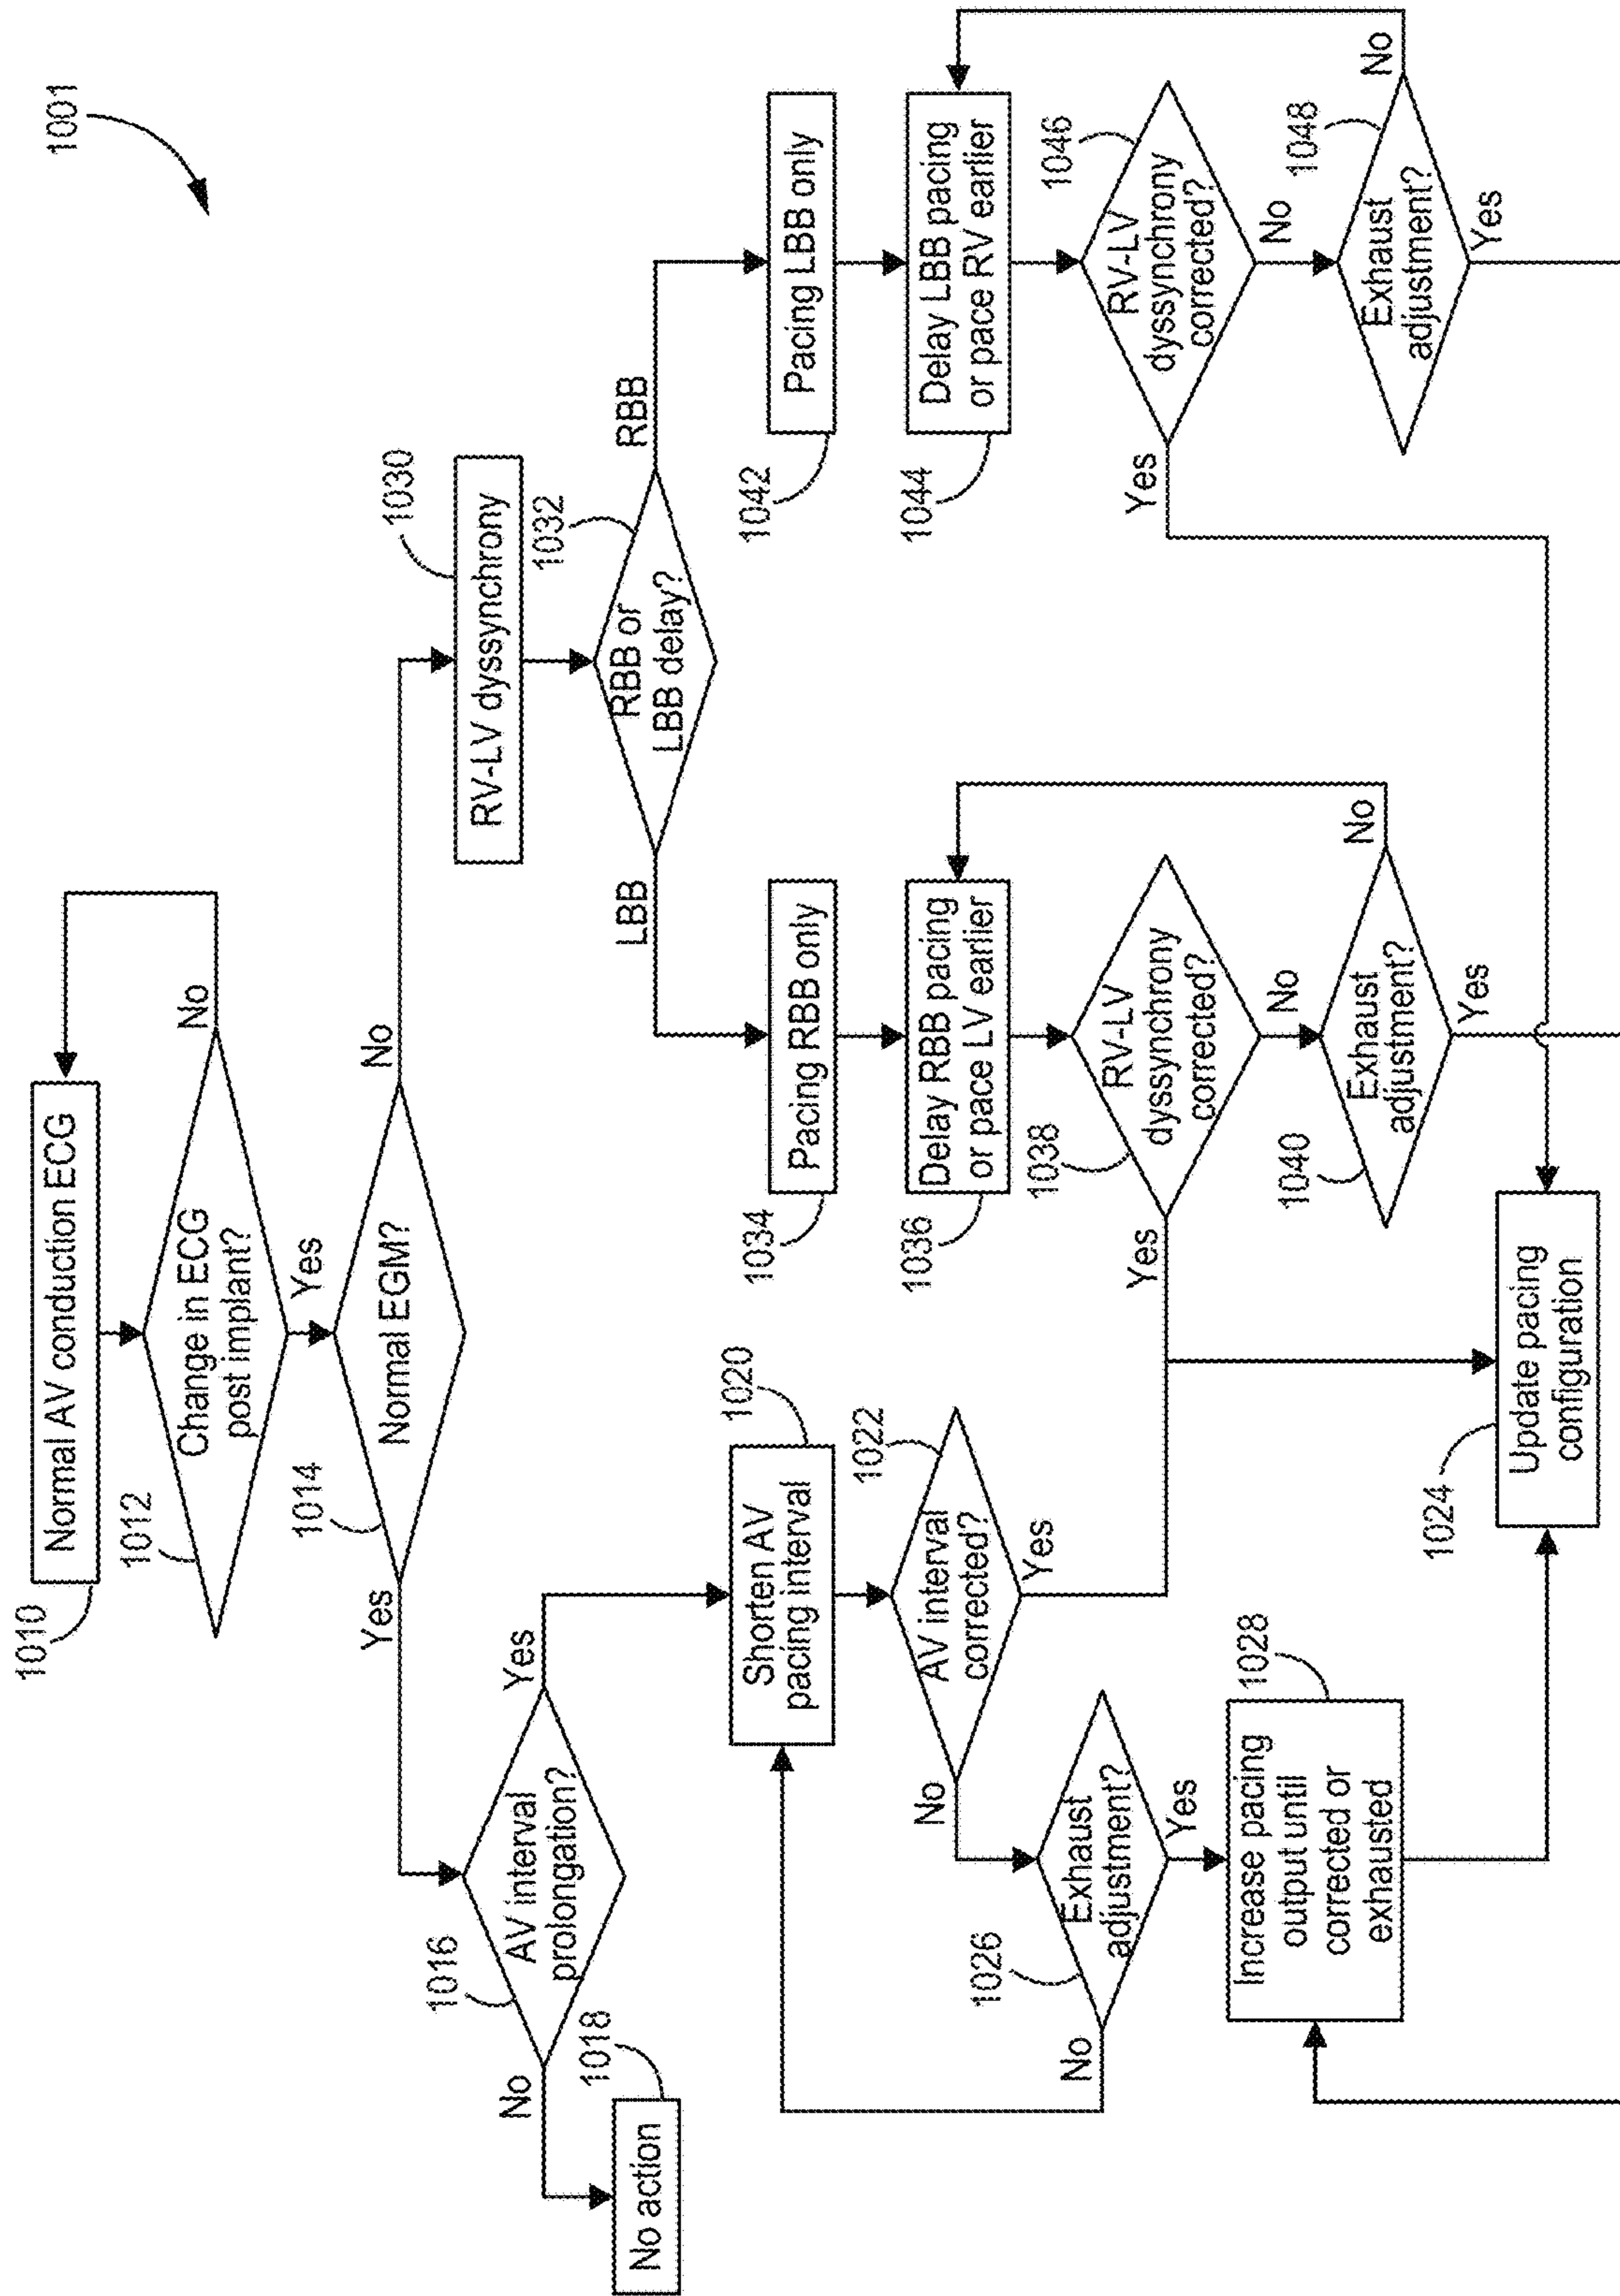 1001
1010
Normal AV conduction ECG
1012
Change in ECG
post implant?
No
Yes
1014
Normal EGM?
Yes
No
1016
AV interval
prolongation?
No
Yes
1018
No action
1020
Shorten AV
pacing interval
1022
AV interval
corrected?
No
Yes
1026
Exhaust
adjustment?
No
Yes
1028
Increase pacing
output until
corrected or
exhausted
1024
Update pacing
configuration
1030
RV-LV dyssynchrony
1032
RBB or
LBB delay?
LBB
RBB
1034
Pacing RBB only
1036
Delay RBB pacing
or pace LV earlier
1038
RV-LV
dyssynchrony
corrected?
Yes
No
1040
Exhaust
adjustment?
No
Yes
1042
Pacing LBB only
1044
Delay LBB pacing
or pace RV earlier
1046
RV-LV
dyssynchrony
corrected?
Yes
No
1048
Exhaust
adjustment?
No
Yes